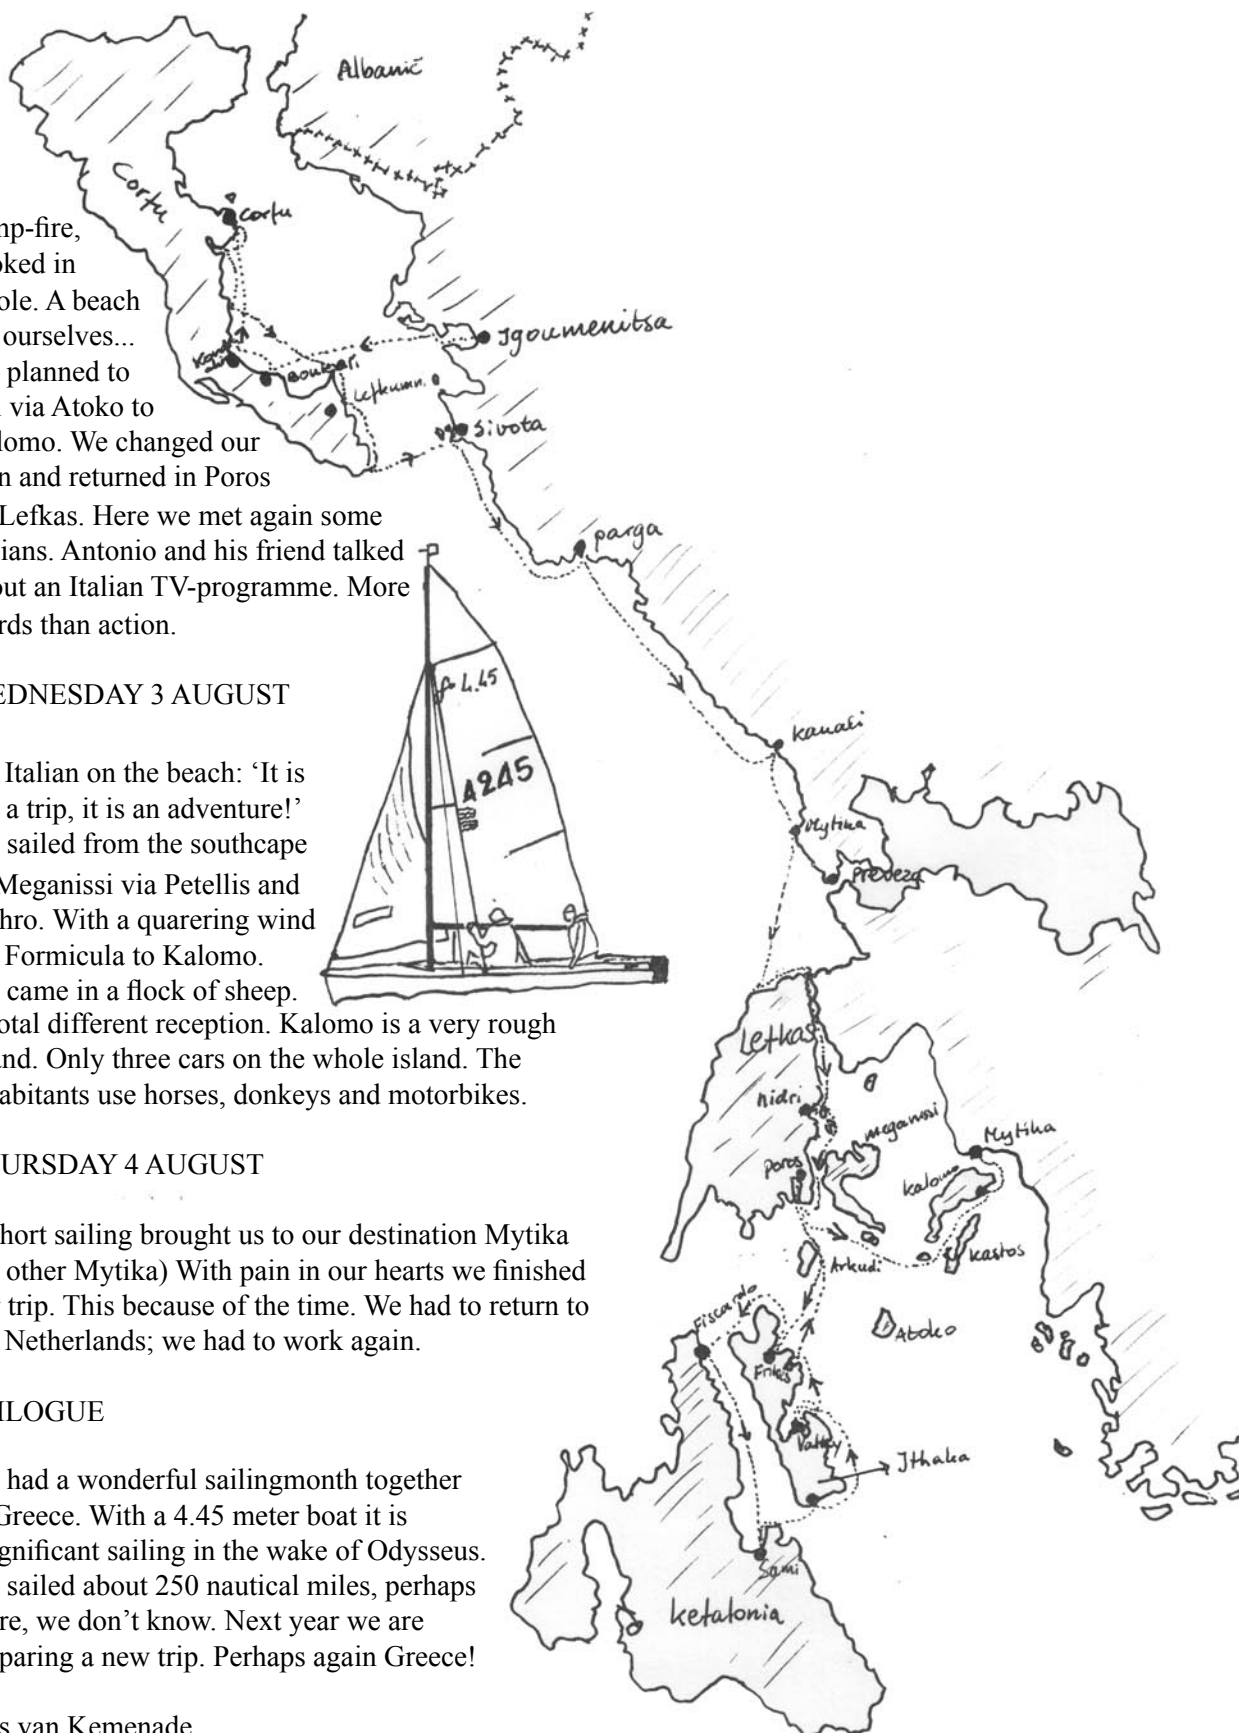 mp-fire,
oked in
ole. A beach
ourselves...
planned to
via Atoko to
lomo. We changed our
n and returned in Poros
Lefkas. Here we met again some
ians. Antonio and his friend talked
out an Italian TV-programme. More
rds than action.
EDNESDAY 3 AUGUST
Italian on the beach: ‘It is
a trip, it is an adventure!’
sailed from the southcape
Meganissi via Petellis and
thro. With a quarering wind
Formicula to Kalomo.
came in a flock of sheep.
otal different reception. Kalomo is a very rough
and. Only three cars on the whole island. The
habitants use horses, donkeys and motorbikes.
URSDAY 4 AUGUST
hort sailing brought us to our destination Mytika
other Mytika) With pain in our hearts we finished
r trip. This because of the time. We had to return to
Netherlands; we had to work again.
ILOGUE
had a wonderful sailingmonth together
Greece. With a 4.45 meter boat it is
gnificant sailing in the wake of Odysseus.
sailed about 250 nautical miles, perhaps
re, we don’t know. Next year we are
paring a new trip. Perhaps again Greece!
s van Kemenade
Albanië
Corfu
Corfu
Igoumenitsa
Boukari
Lefkimn.
Sivota
parga
4.45
A245
kanali
Mytika
Preveza
Lefkas
nidri
meganissi
poros
Mytika
kalomo
kastos
Arkudi
Atoko
Fiscardo
Frikes
Vathy
Ithaka
Sami
kefalonia